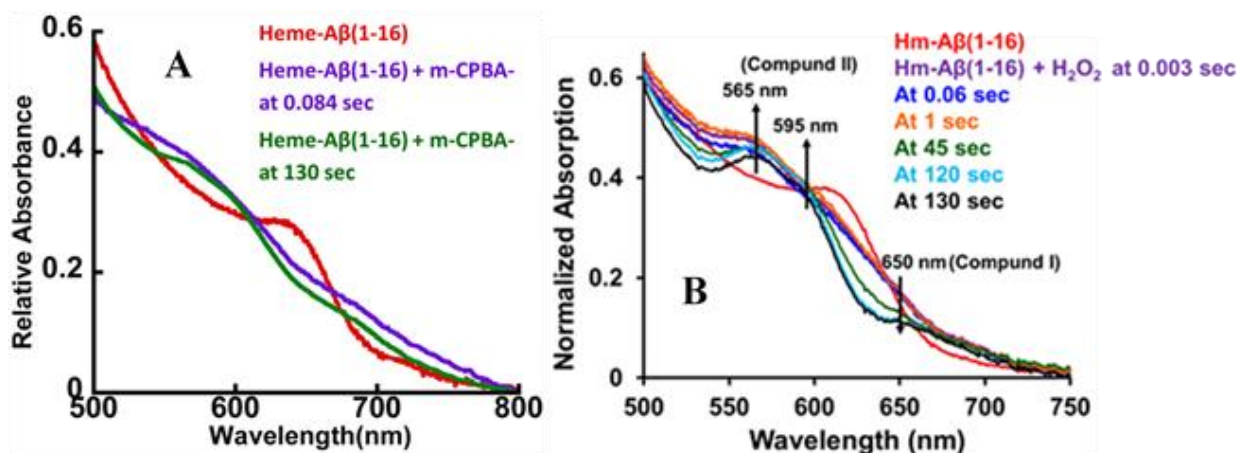 0.6
0.4
0.2
0
500
600
700
800
Relative Absorbance
Wavelength(nm)
A
Heme-Aβ(1-16)
Heme-Aβ(1-16) + m-CPBA-
at 0.084 sec
Heme-Aβ(1-16) + m-CPBA-
at 130 sec
0.6
0.4
0.2
0
500
550
600
650
700
750
Normalized Absorption
Wavelength (nm)
B
(Compund II)
565 nm
595 nm
650 nm(Compund I)
Hm-Aβ(1-16)
Hm-Aβ(1-16) + H₂O₂ at 0.003 sec
At 0.06 sec
At 1 sec
At 45 sec
At 120 sec
At 130 sec